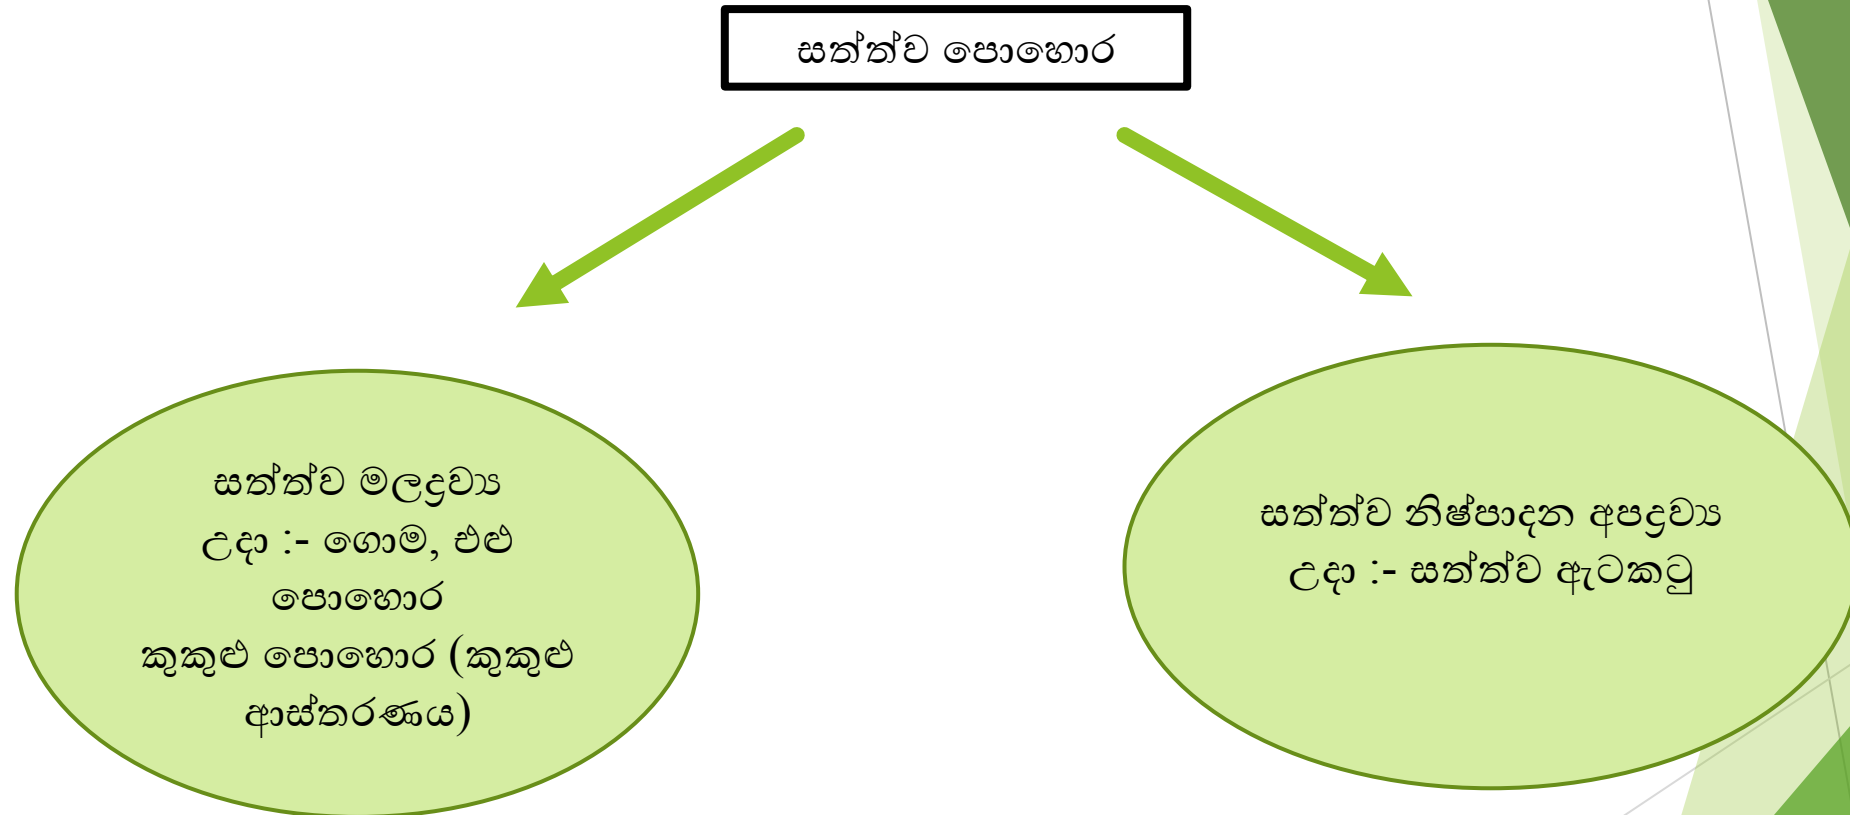 සත්ත්ව පොහොර
සත්ත්ව මලද්‍රව්‍ය
උදා :- ගොම, එළු
පොහොර
කුකුළු පොහොර (කුකුළු
ආස්තරණය)
සත්ත්ව නිෂ්පාදන අපද්‍රව්‍ය
උදා :- සත්ත්ව ඇටකටු